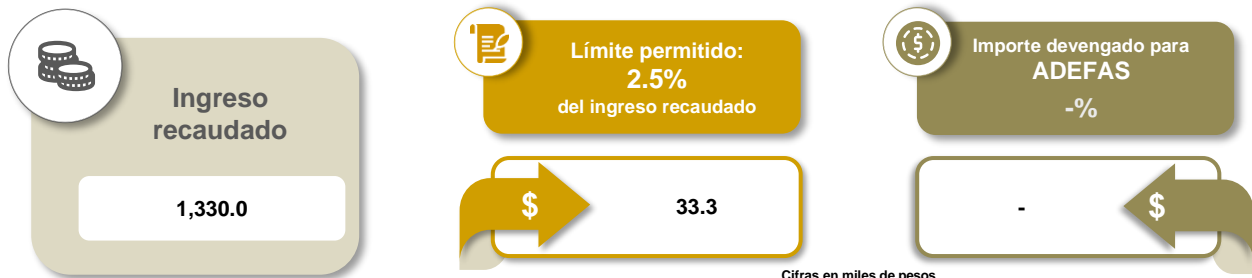 Ingreso
recaudado
1,330.0
Límite permitido:
2.5%
del ingreso recaudado
$
33.3
Importe devengado para
ADEFAS
-%
-
$
Cifras en miles de pesos